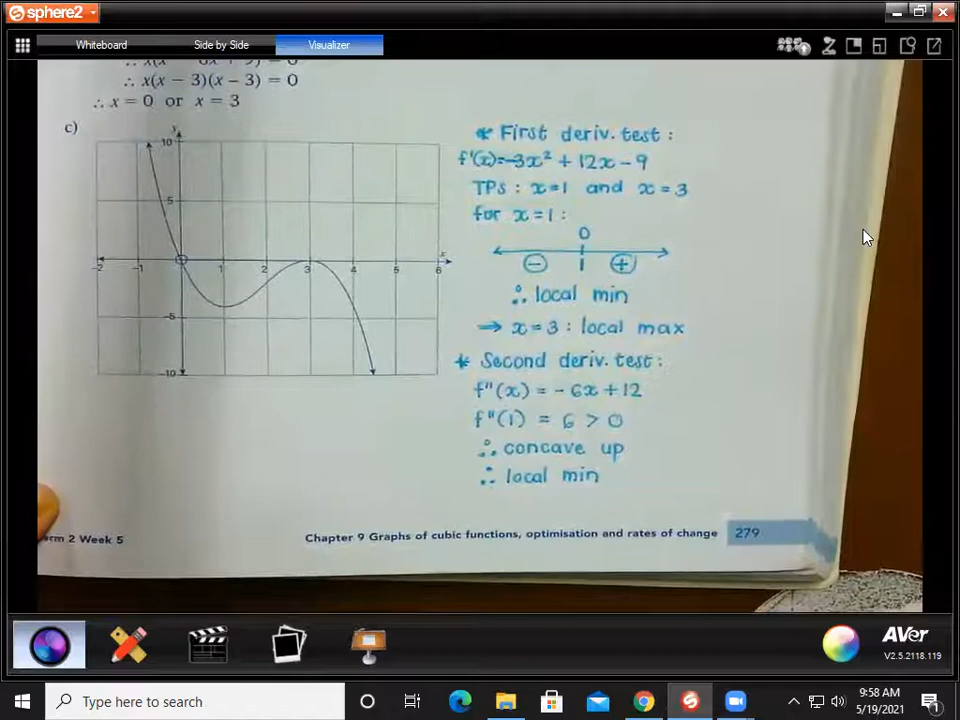 sphere2
Whiteboard
Side by Side
Visualizer
∴ x(x − 3)(x − 3) = 0
∴ x = 0 or x = 3
c)
y
10
5
-5
-10
-2 -1 1 2 3 4 5 6
x
* First deriv. test :
f'(x)=-3x² + 12x - 9
TPs : x=1 and x = 3
for x = 1 :
0
- 1 +
∴ local min
→ x = 3 : local max
* Second deriv. test :
f"(x) = - 6x + 12
f"(1) = 6 > 0
∴ concave up
∴ local min
rm 2 Week 5
Chapter 9 Graphs of cubic functions, optimisation and rates of change 279
AVer
V2.5.2118.119
Type here to search
9:58 AM
5/19/2021
1